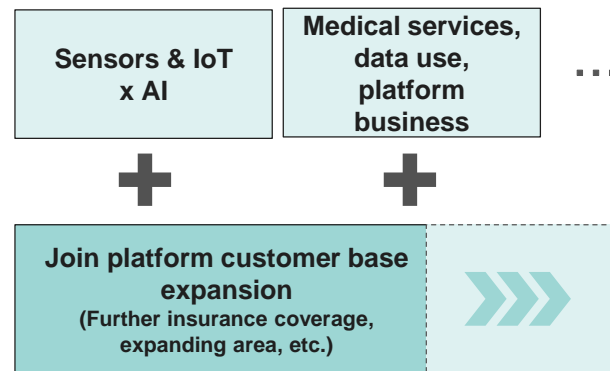 Sensors & IoT
x AI
Medical services,
data use,
platform
business
...
Join platform customer base
expansion
(Further insurance coverage,
expanding area, etc.)